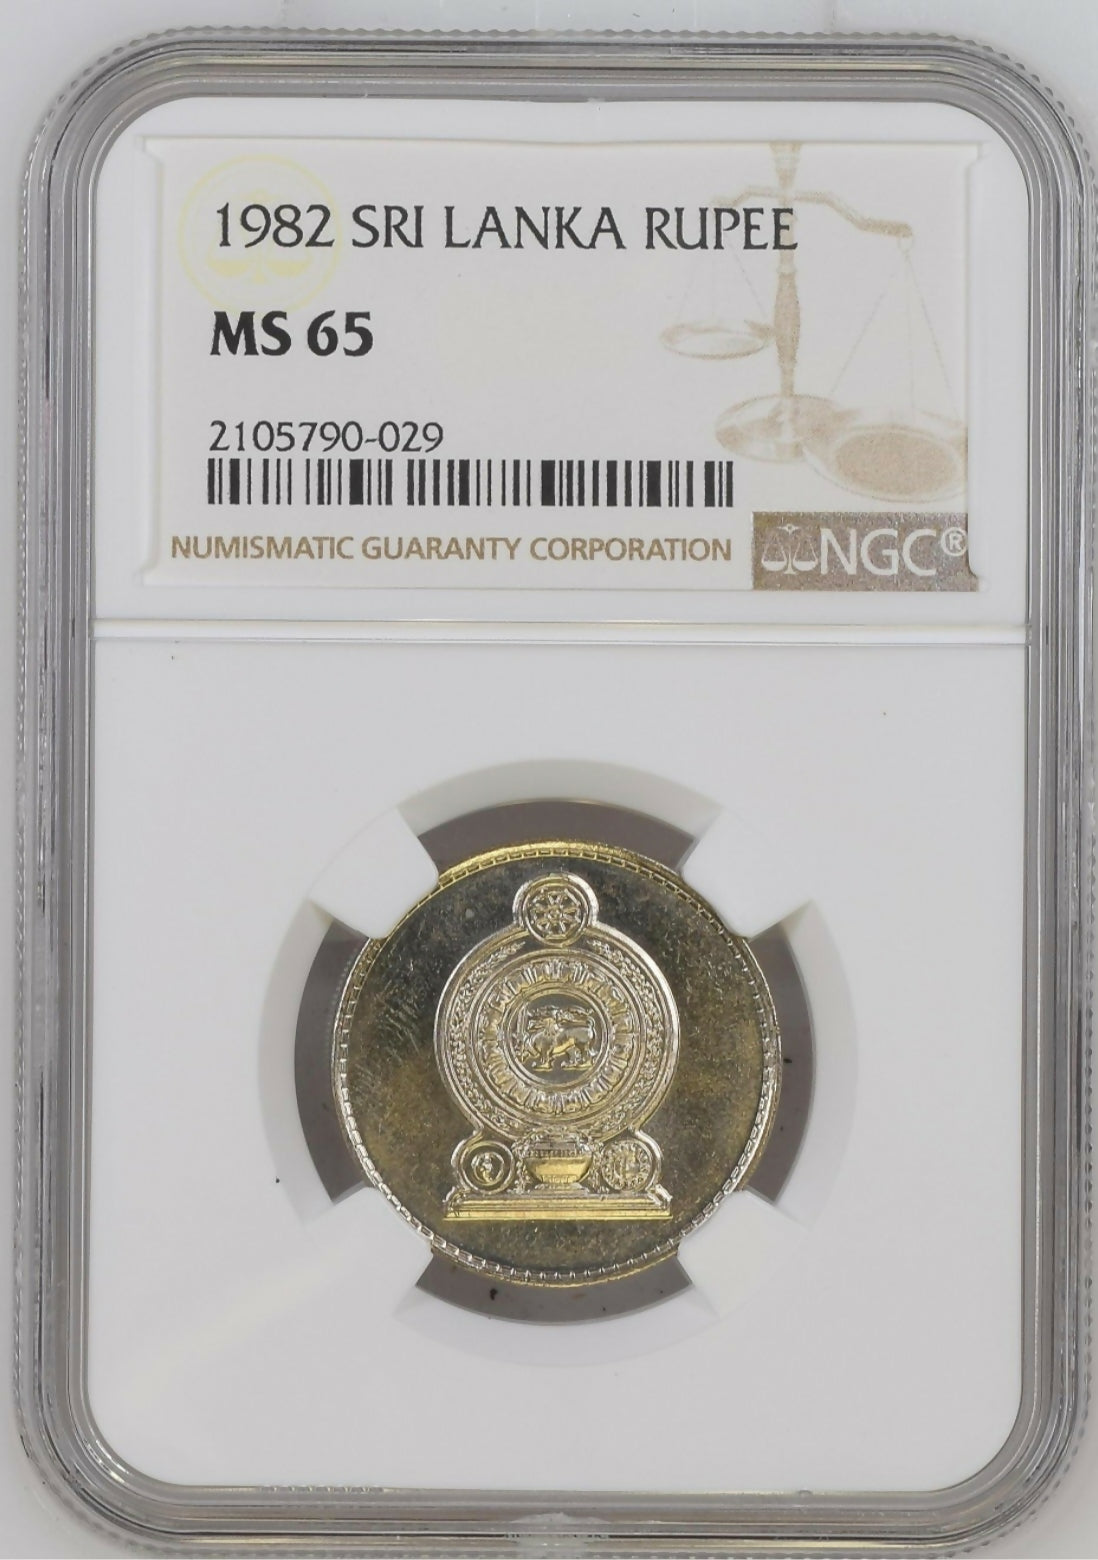 1982 SRI LANKA RUPEE
MS 65
2105790-029
NUMISMATIC GUARANTY CORPORATION
NGC®